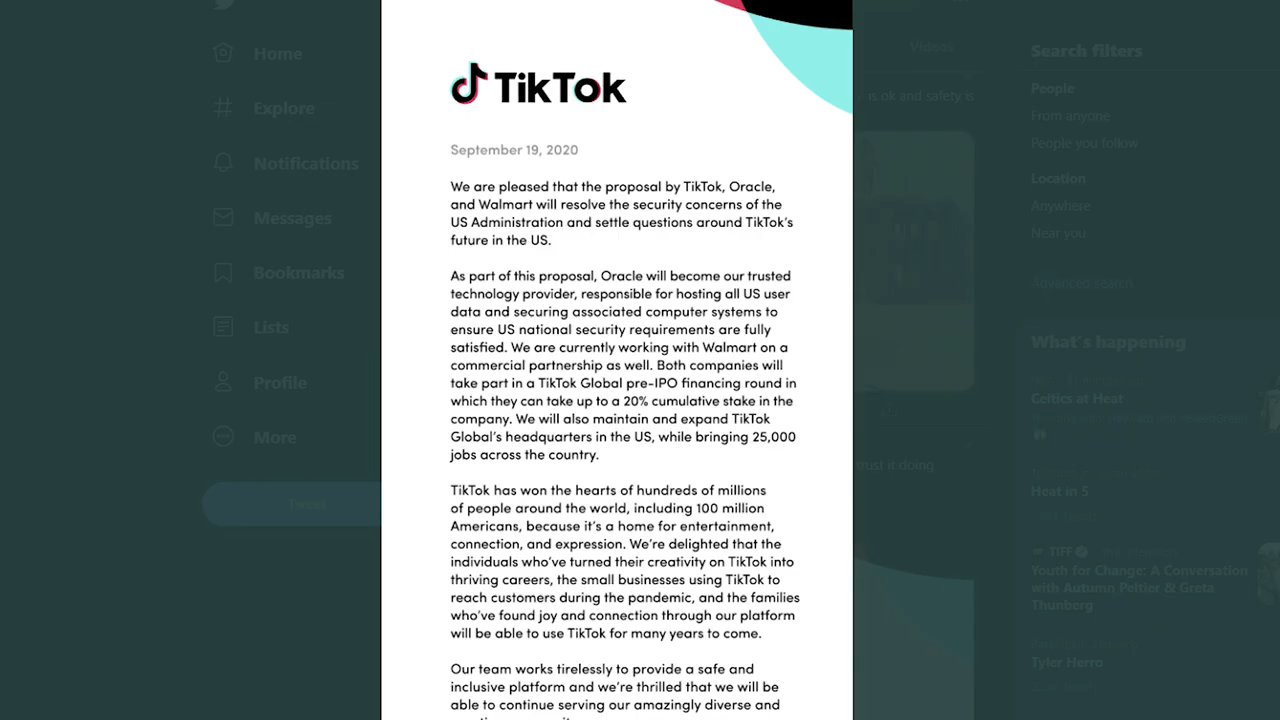 TikTok
September 19, 2020
We are pleased that the proposal by TikTok, Oracle,
and Walmart will resolve the security concerns of the
US Administration and settle questions around TikTok's
future in the US.
As part of this proposal, Oracle will become our trusted
technology provider, responsible for hosting all US user
data and securing associated computer systems to
ensure US national security requirements are fully
satisfied. We are currently working with Walmart on a
commercial partnership as well. Both companies will
take part in a TikTok Global pre-IPO financing round in
which they can take up to a 20% cumulative stake in the
company. We will also maintain and expand TikTok
Global's headquarters in the US, while bringing 25,000
jobs across the country.
TikTok has won the hearts of hundreds of millions
of people around the world, including 100 million
Americans, because it's a home for entertainment,
connection, and expression. We're delighted that the
individuals who've turned their creativity on TikTok into
thriving careers, the small businesses using TikTok to
reach customers during the pandemic, and the families
who've found joy and connection through our platform
will be able to use TikTok for many years to come.
Our team works tirelessly to provide a safe and
inclusive platform and we're thrilled that we will be
able to continue serving our amazingly diverse and
Home
Explore
Notifications
Messages
Bookmarks
Lists
Profile
More
Tweet
Videos
is ok and safety is
trust it doing
Search filters
People
From anyone
People you follow
Location
Anywhere
Near you
Advanced search
What's happening
Celtics at Heat
Heat in 5
TIFF
Youth for Change: A Conversation
with Autumn Peltier & Greta
Thunberg
Tyler Herro